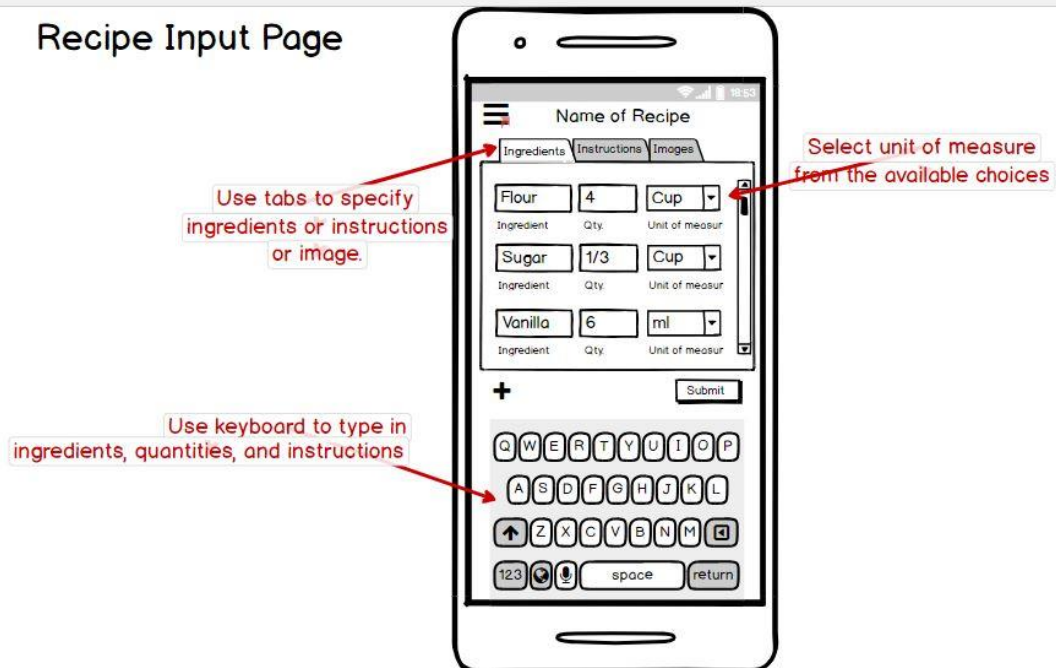 Recipe Input Page
18:53
Name of Recipe
Ingredients Instructions Images
Select unit of measure
from the available choices
Use tabs to specify
ingredients or instructions
or image.
Flour 4 Cup
Ingredient Qty. Unit of measur
Sugar 1/3 Cup
Ingredient Qty. Unit of measur
Vanilla 6 ml
Ingredient Qty. Unit of measur
+ Submit
Use keyboard to type in
ingredients, quantities, and instructions
Q W E R T Y U I O P
A S D F G H J K L
Z X C V B N M
123 space return